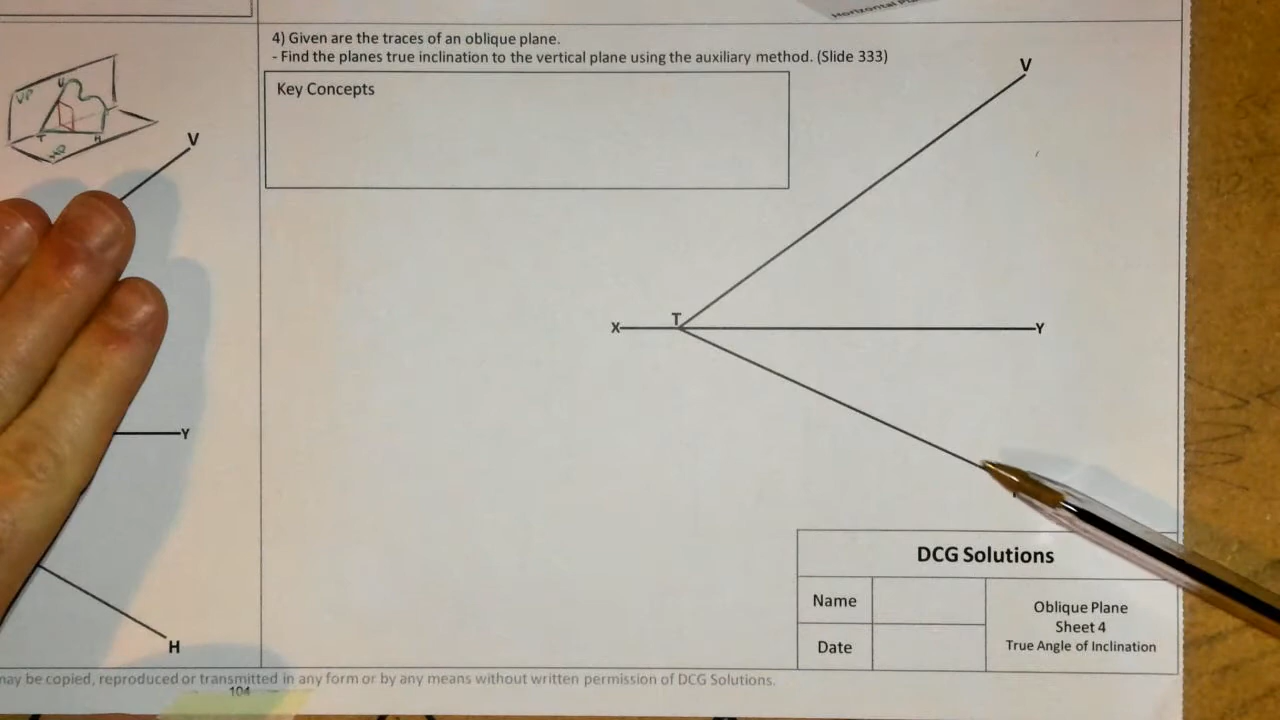 Horizontal
4) Given are the traces of an oblique plane.
- Find the planes true inclination to the vertical plane using the auxiliary method. (Slide 333)
Key Concepts
V
X
T
Y
VP
T
H
HP
V
Y
H
DCG Solutions
Name
Date
Oblique Plane
Sheet 4
True Angle of Inclination
may be copied, reproduced or transmitted in any form or by any means without written permission of DCG Solutions.
104